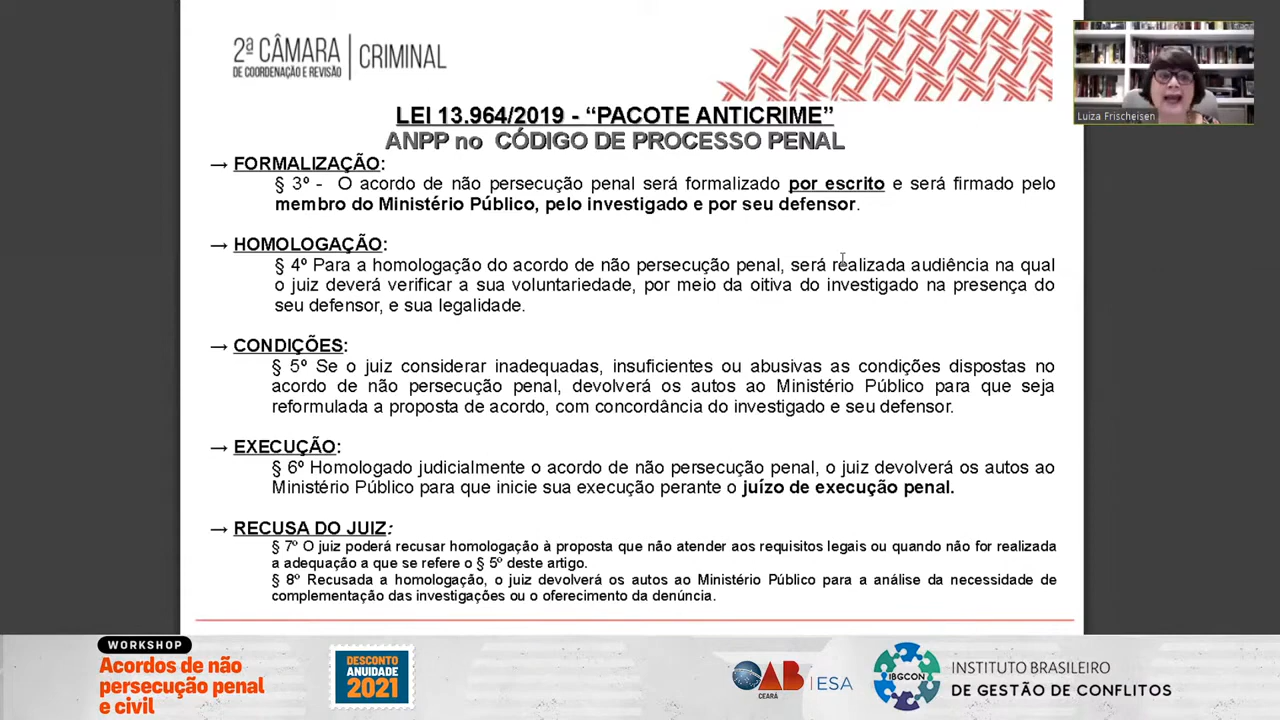 2ª CÂMARA
DE COORDENAÇÃO E REVISÃO
CRIMINAL
Luiza Frischeisen
LEI 13.964/2019 - “PACOTE ANTICRIME”
ANPP no CÓDIGO DE PROCESSO PENAL
→ FORMALIZAÇÃO:
§ 3º - O acordo de não persecução penal será formalizado por escrito e será firmado pelo
membro do Ministério Público, pelo investigado e por seu defensor.
→ HOMOLOGAÇÃO:
§ 4º Para a homologação do acordo de não persecução penal, será realizada audiência na qual
o juiz deverá verificar a sua voluntariedade, por meio da oitiva do investigado na presença do
seu defensor, e sua legalidade.
→ CONDIÇÕES:
§ 5º Se o juiz considerar inadequadas, insuficientes ou abusivas as condições dispostas no
acordo de não persecução penal, devolverá os autos ao Ministério Público para que seja
reformulada a proposta de acordo, com concordância do investigado e seu defensor.
→ EXECUÇÃO:
§ 6º Homologado judicialmente o acordo de não persecução penal, o juiz devolverá os autos ao
Ministério Público para que inicie sua execução perante o juízo de execução penal.
→ RECUSA DO JUIZ:
§ 7º O juiz poderá recusar homologação à proposta que não atender aos requisitos legais ou quando não for realizada
a adequação a que se refere o § 5º deste artigo.
§ 8º Recusada a homologação, o juiz devolverá os autos ao Ministério Público para a análise da necessidade de
complementação das investigações ou o oferecimento da denúncia.
WORKSHOP
Acordos de não
persecução penal
e civil
DESCONTO
ANUIDADE
2021
OAB
CEARÁ
ESA
IBGCON
INSTITUTO BRASILEIRO
DE GESTÃO DE CONFLITOS